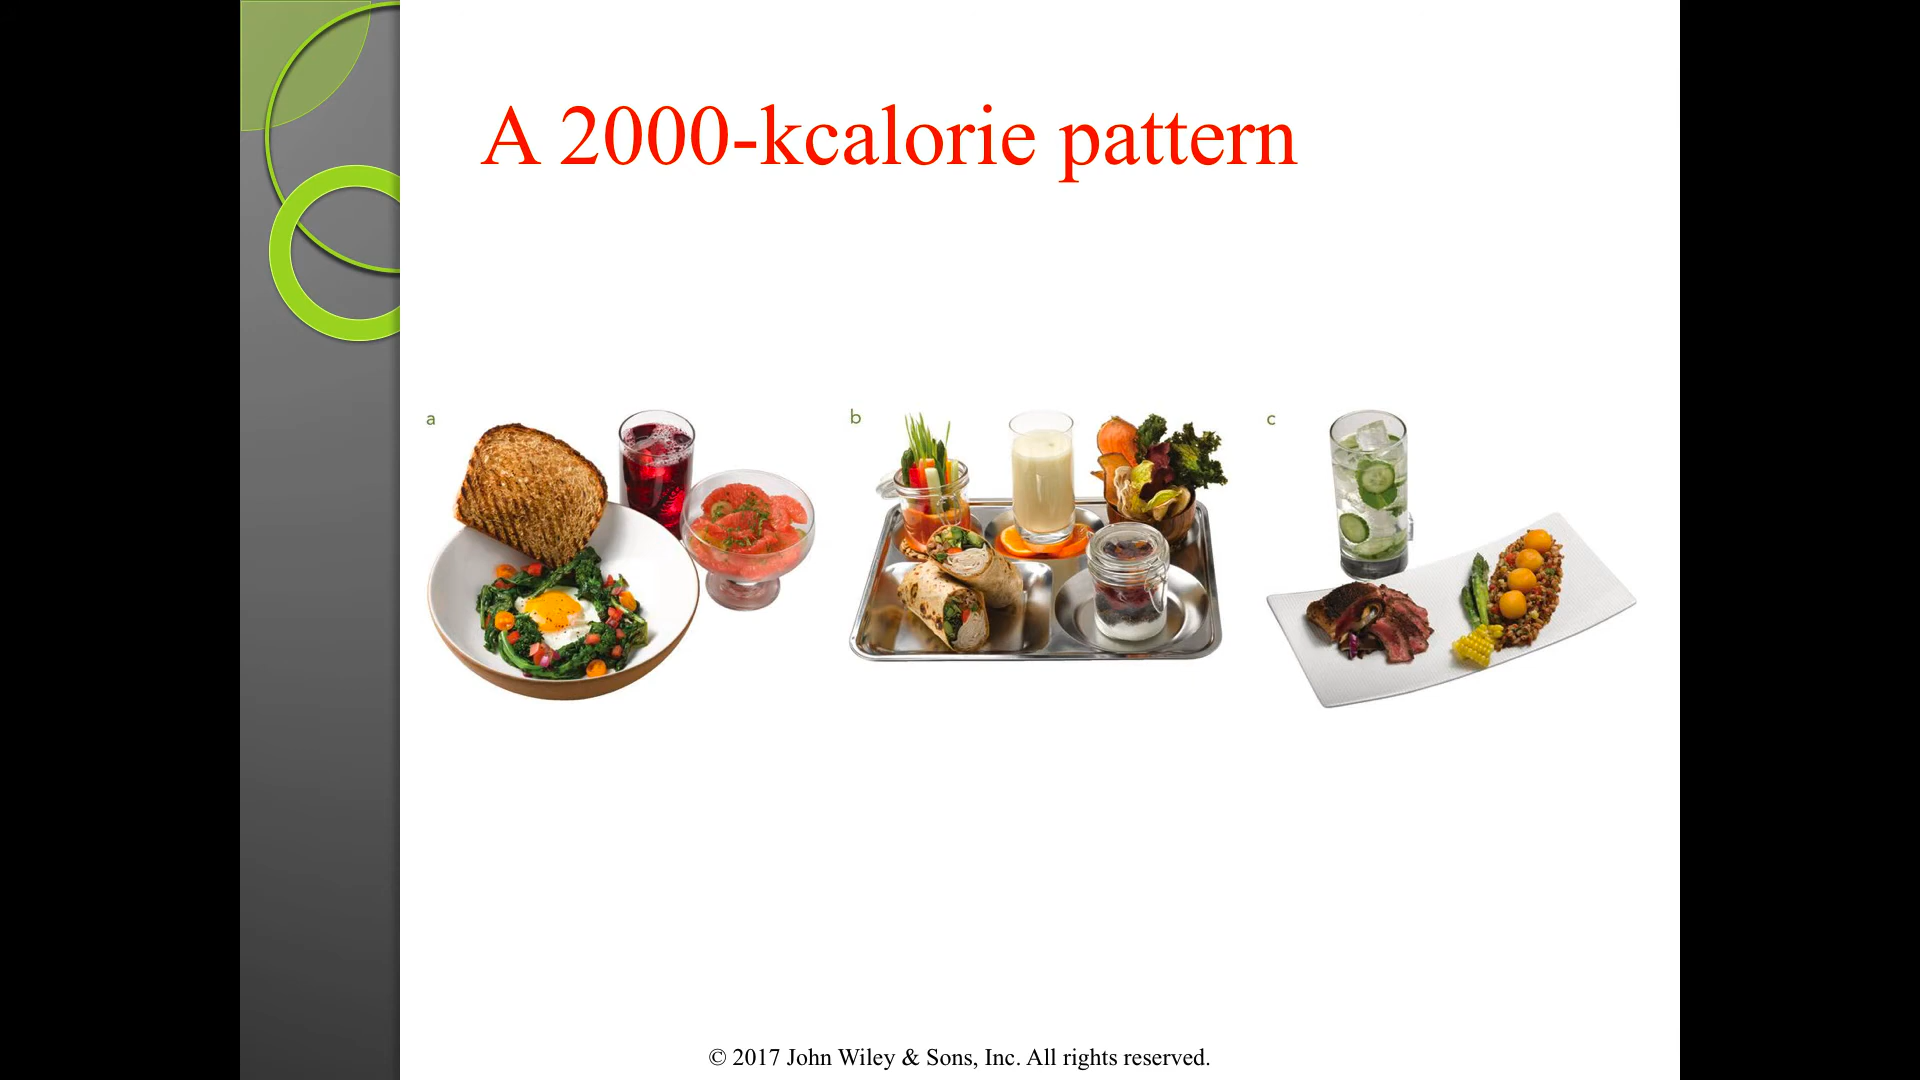 A 2000-kcalorie pattern
a
b
c
© 2017 John Wiley & Sons, Inc. All rights reserved.